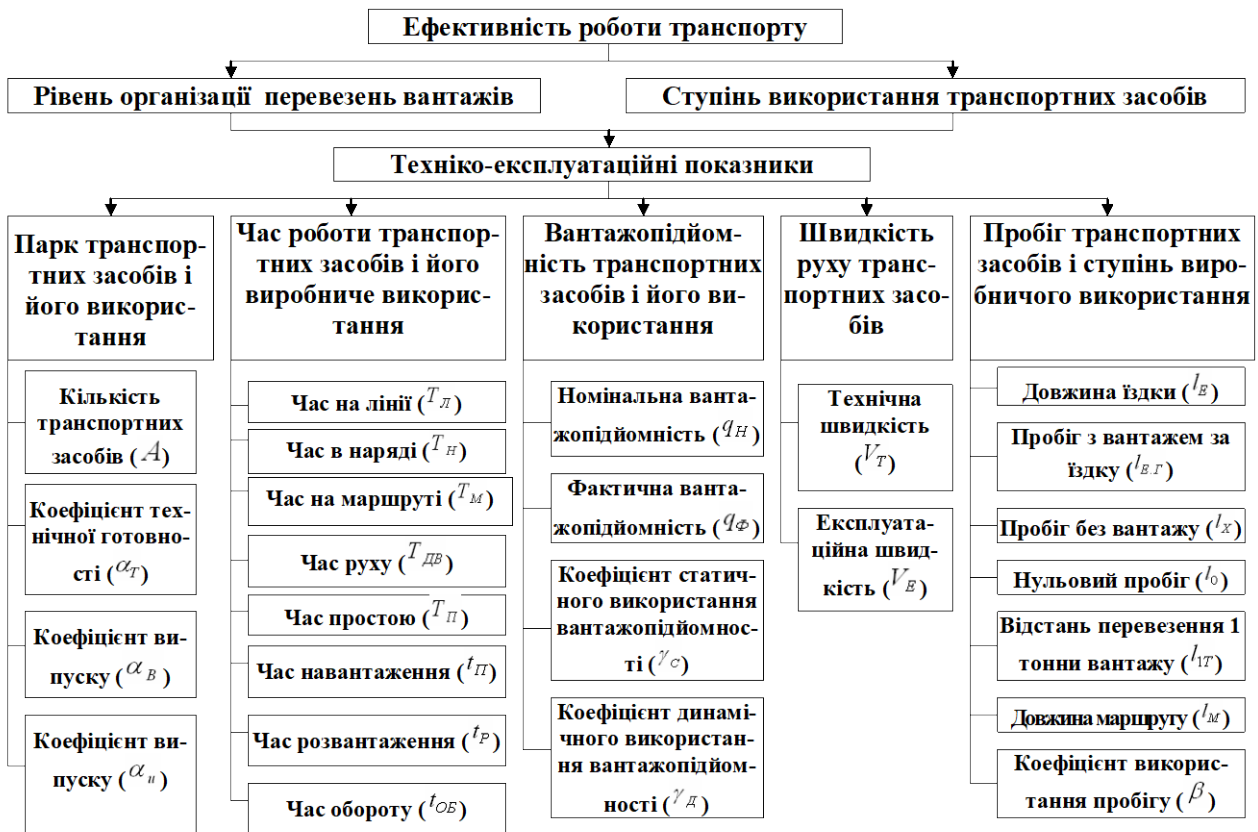 Ефективність роботи транспорту
Рівень організації перевезень вантажів
Ступінь використання транспортних засобів
Техніко-експлуатаційні показники
Парк транспор-
тних засобів і
його викорис-
тання
Кількість
транспортних
засобів (A)
Коефіцієнт тех-
нічної готовно-
сті (α_T)
Коефіцієнт ви-
пуску (α_В)
Коефіцієнт ви-
пуску (α_и)
Час роботи транспор-
тних засобів і його
виробниче викорис-
тання
Час на лінії (T_Л)
Час в наряді (T_Н)
Час на маршруті (T_М)
Час руху (T_ДВ)
Час простою (T_П)
Час навантаження (t_П)
Час розвантаження (t_Р)
Час обороту (t_ОБ)
Вантажопідйом-
ність транспортних
засобів і його ви-
користання
Номінальнаванта-
жопідйомність (q_Н)
Фактична ванта-
жопідйомність (q_Ф)
Коефіцієнт статич-
ного використання
вантажопідйомнос-
ті (γ_С)
Коефіцієнт динамі-
чного використан-
ня вантажопідйом-
ності (γ_Д)
Швидкість
руху транс-
портних засо-
бів
Технічна
швидкість
(V_Т)
Експлуата-
ційна швид-
кість (V_Е)
Пробіг транспортних
засобів і ступінь виро-
бничого використання
Довжина їздки (l_Е)
Пробіг з вантажем за
їздку (l_Е.Г)
Пробіг без вантажу (l_Х)
Нульовий пробіг (l_0)
Відстань перевезення 1
тонни вантажу (l_1Т)
Довжина маршругу (l_М)
Коефіцієнт викорис-
тання пробігу (β)